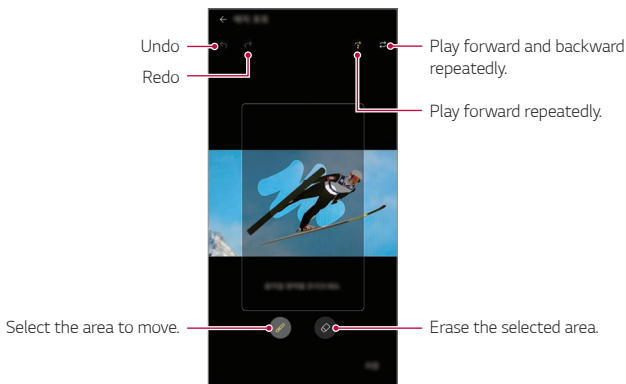 Undo
Redo
Play forward and backward
repeatedly.
Play forward repeatedly.
Select the area to move.
Erase the selected area.